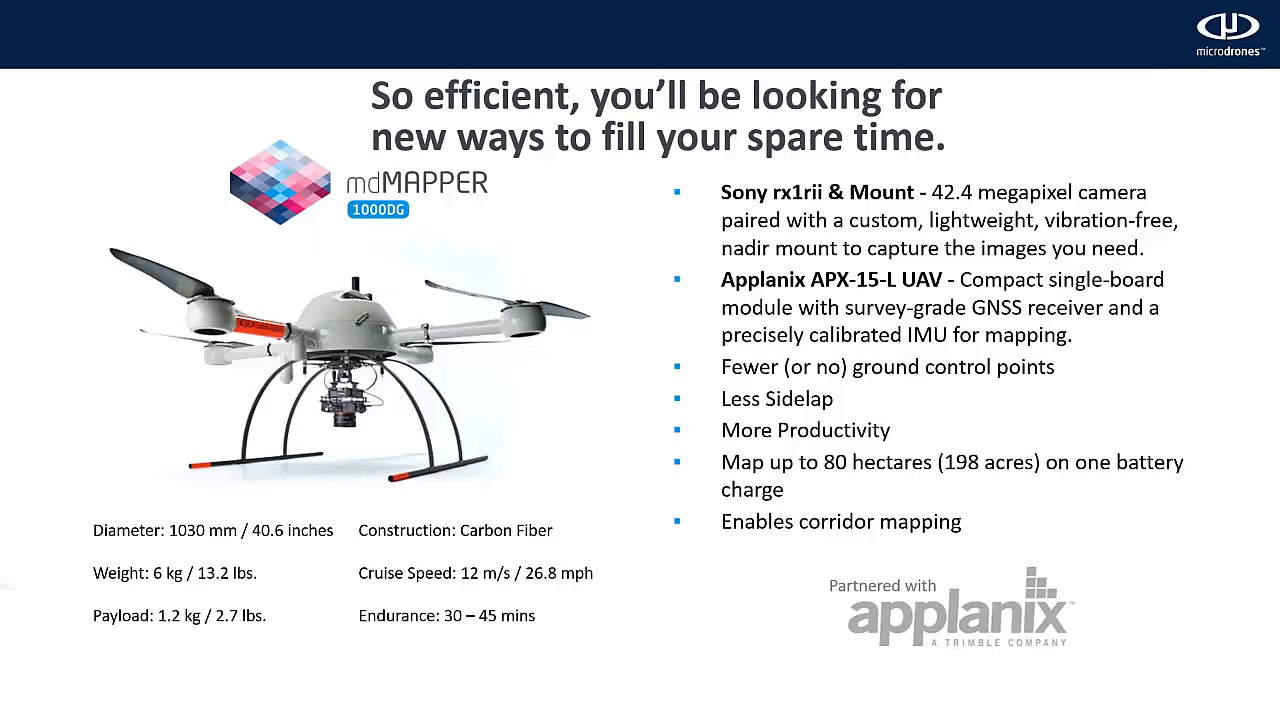 microdrones™
So efficient, you'll be looking for
new ways to fill your spare time.
mdMAPPER
1000DG
Diameter: 1030 mm / 40.6 inches
Construction: Carbon Fiber
Weight: 6 kg / 13.2 lbs.
Cruise Speed: 12 m/s / 26.8 mph
Payload: 1.2 kg / 2.7 lbs.
Endurance: 30 – 45 mins
▪ Sony rx1rii & Mount - 42.4 megapixel camera
paired with a custom, lightweight, vibration-free,
nadir mount to capture the images you need.
▪ Applanix APX-15-L UAV - Compact single-board
module with survey-grade GNSS receiver and a
precisely calibrated IMU for mapping.
▪ Fewer (or no) ground control points
▪ Less Sidelap
▪ More Productivity
▪ Map up to 80 hectares (198 acres) on one battery
charge
▪ Enables corridor mapping
Partnered with
applanix™
A TRIMBLE COMPANY